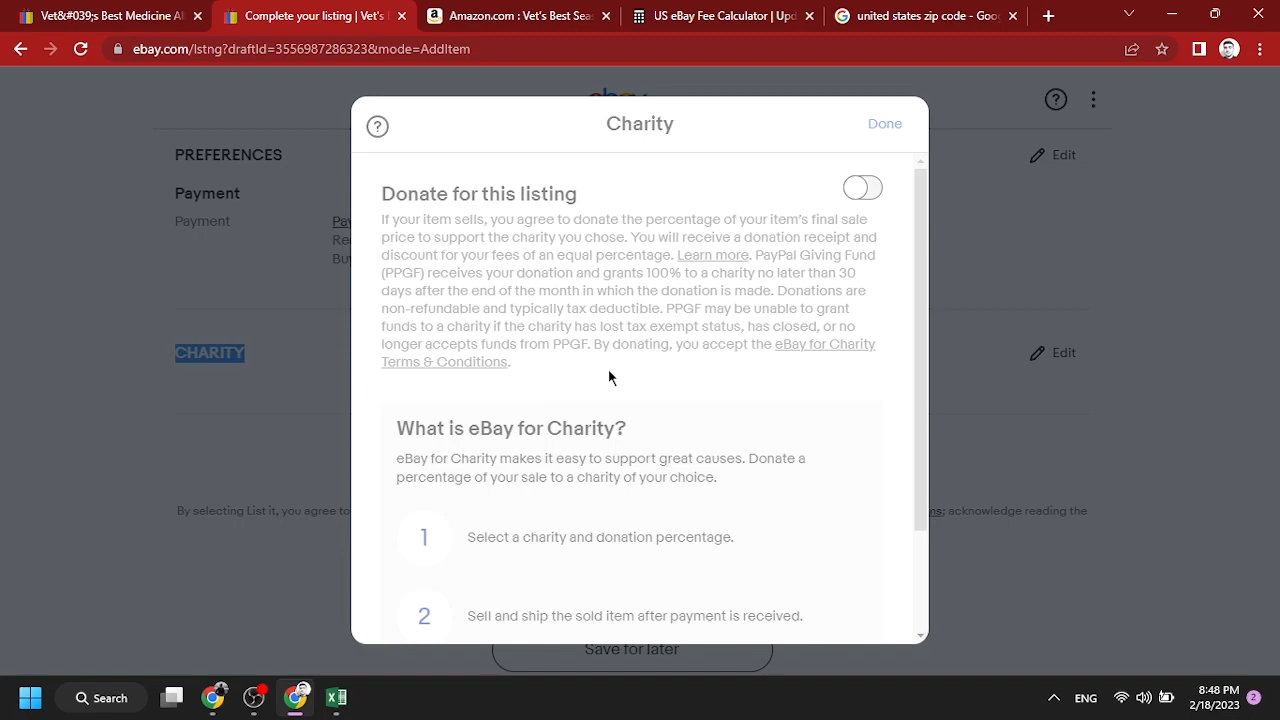 Vet&#039;s Best Medicine All
Complete your listing | Vet's l
Amazon.com : Vet's Best Seas
US eBay Fee Calculator | Upd
united states zip code - Goog
ebay.com/lstng?draftId=3556987286323&mode=AddItem
Charity
Done
PREFERENCES
Edit
Payment
Payment
Donate for this listing
If your item sells, you agree to donate the percentage of your item's final sale
price to support the charity you chose. You will receive a donation receipt and
discount for your fees of an equal percentage. Learn more. PayPal Giving Fund
(PPGF) receives your donation and grants 100% to a charity no later than 30
days after the end of the month in which the donation is made. Donations are
non-refundable and typically tax deductible. PPGF may be unable to grant
funds to a charity if the charity has lost tax exempt status, has closed, or no
longer accepts funds from PPGF. By donating, you accept the eBay for Charity
Terms & Conditions.
CHARITY
Edit
What is eBay for Charity?
eBay for Charity makes it easy to support great causes. Donate a
percentage of your sale to a charity of your choice.
1 Select a charity and donation percentage.
2 Sell and ship the sold item after payment is received.
By selecting List it, you agree to
; acknowledge reading the
Save for later
Search
ENG
8:48 PM
2/18/2023
2